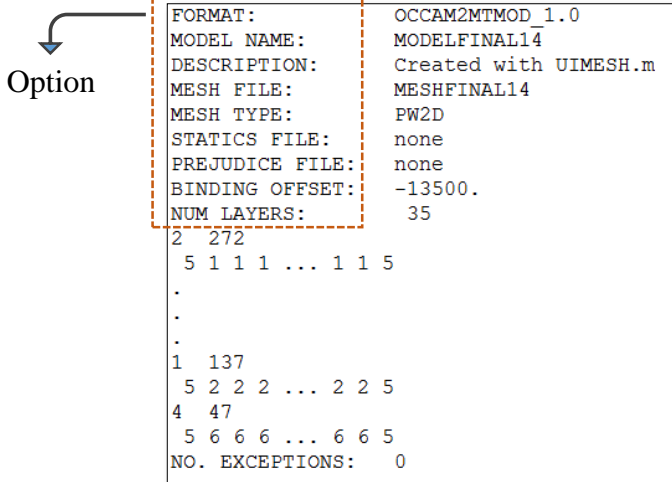 Option
FORMAT: OCCAM2MTMOD_1.0
MODEL NAME: MODELFINAL14
DESCRIPTION: Created with UIMESH.m
MESH FILE: MESHFINAL14
MESH TYPE: PW2D
STATICS FILE: none
PREJUDICE FILE: none
BINDING OFFSET: -13500.
NUM LAYERS: 35
2 272
5 1 1 1 ... 1 1 5
.
.
.
1 137
5 2 2 2 ... 2 2 5
4 47
5 6 6 6 ... 6 6 5
NO. EXCEPTIONS: 0